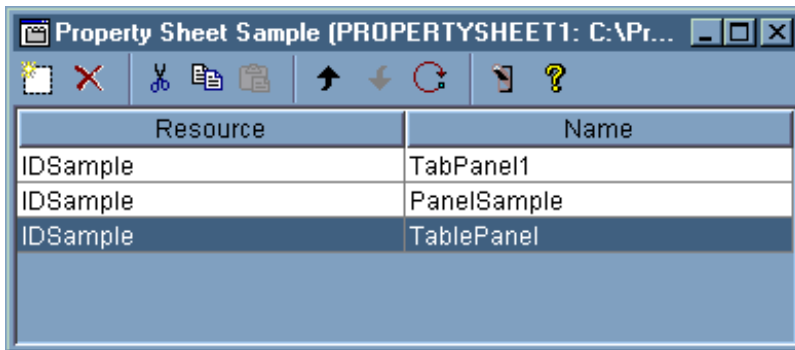 Property Sheet Sample (PROPERTYSHEET1: C:\Pr...
Resource Name
IDSample TabPanel1
IDSample PanelSample
IDSample TablePanel